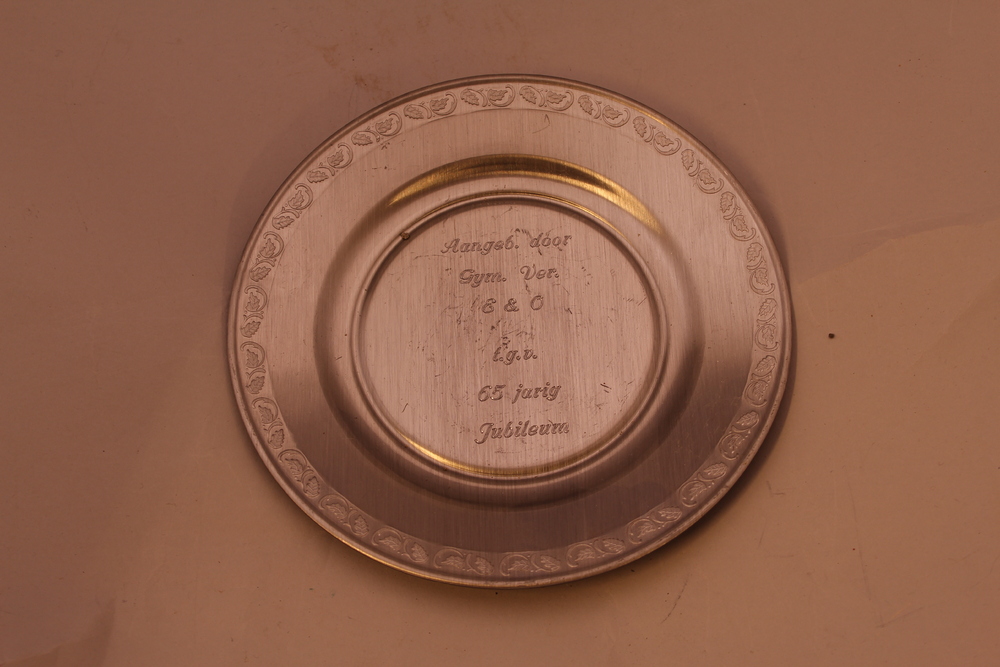 Aangeb. door
Gym. Ver.
E & O
t.g.v.
65 jarig
Jubileum